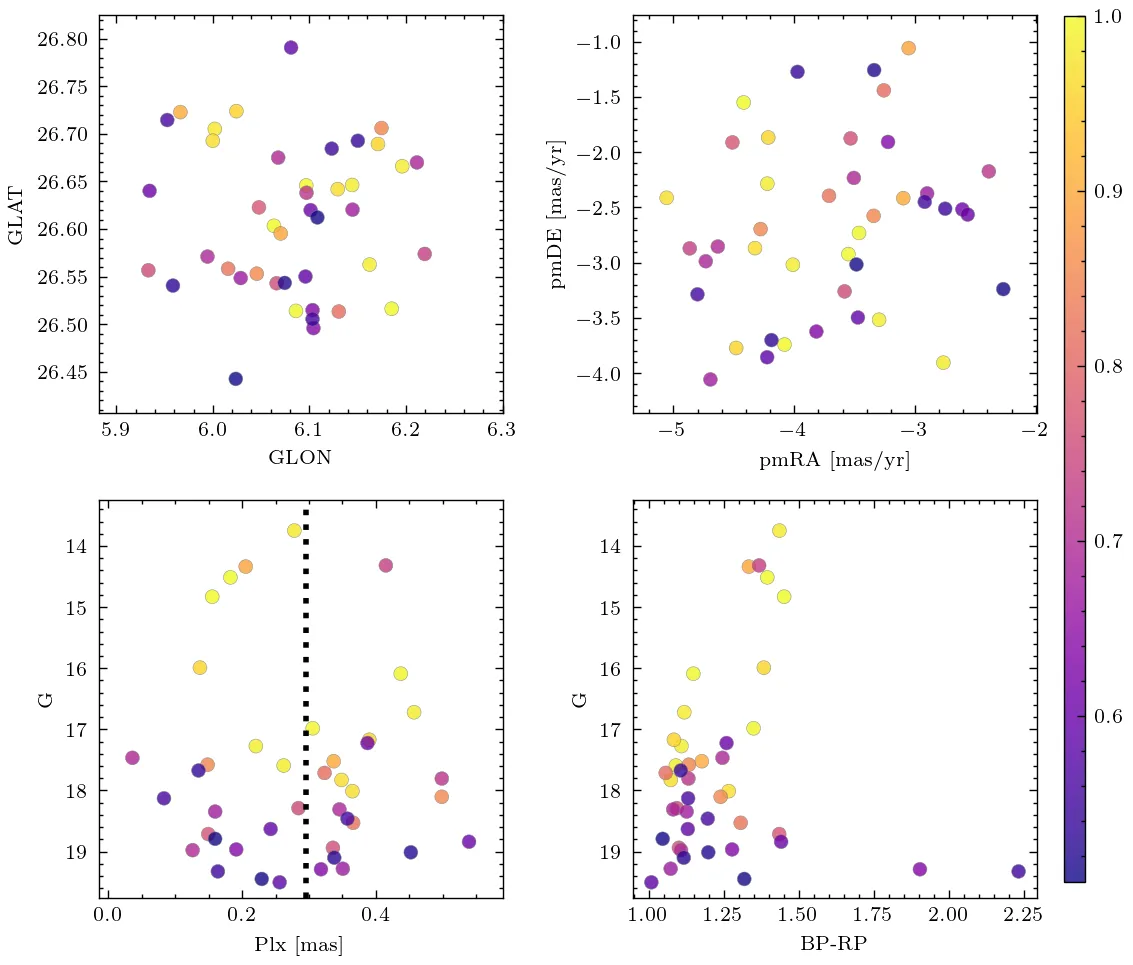 26.80
26.75
26.70
26.65
26.60
26.55
26.50
26.45
GLAT
5.9 6.0 6.1 6.2 6.3
GLON
−1.0
−1.5
−2.0
−2.5
−3.0
−3.5
−4.0
pmDE [mas/yr]
−5 −4 −3 −2
pmRA [mas/yr]
1.0
0.9
0.8
0.7
0.6
14
15
16
17
18
19
G
0.0 0.2 0.4
Plx [mas]
14
15
16
17
18
19
G
1.00 1.25 1.50 1.75 2.00 2.25
BP-RP